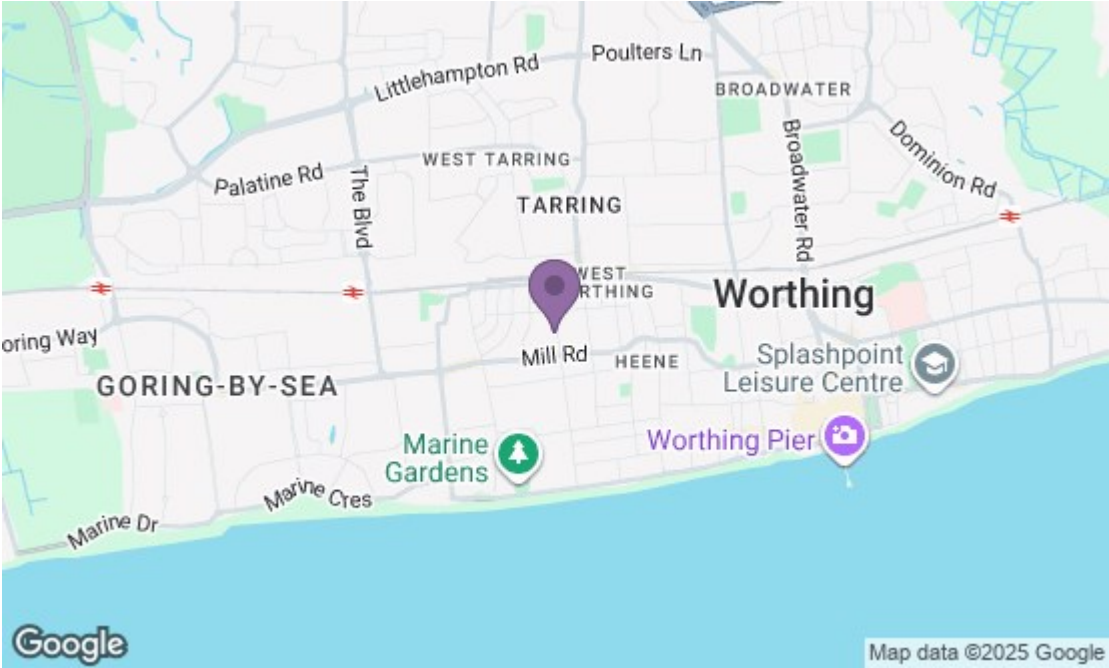 Poulters Ln
Littlehampton Rd
BROADWATER
Broadwater Rd
Dominion Rd
WEST TARRING
Palatine Rd
The Blvd
TARRING
WEST
RTHING
Worthing
oring Way
Mill Rd
HEENE
Splashpoint
Leisure Centre
GORING-BY-SEA
Worthing Pier
Marine
Gardens
Marine Cres
Marine Dr
Google
Map data ©2025 Google